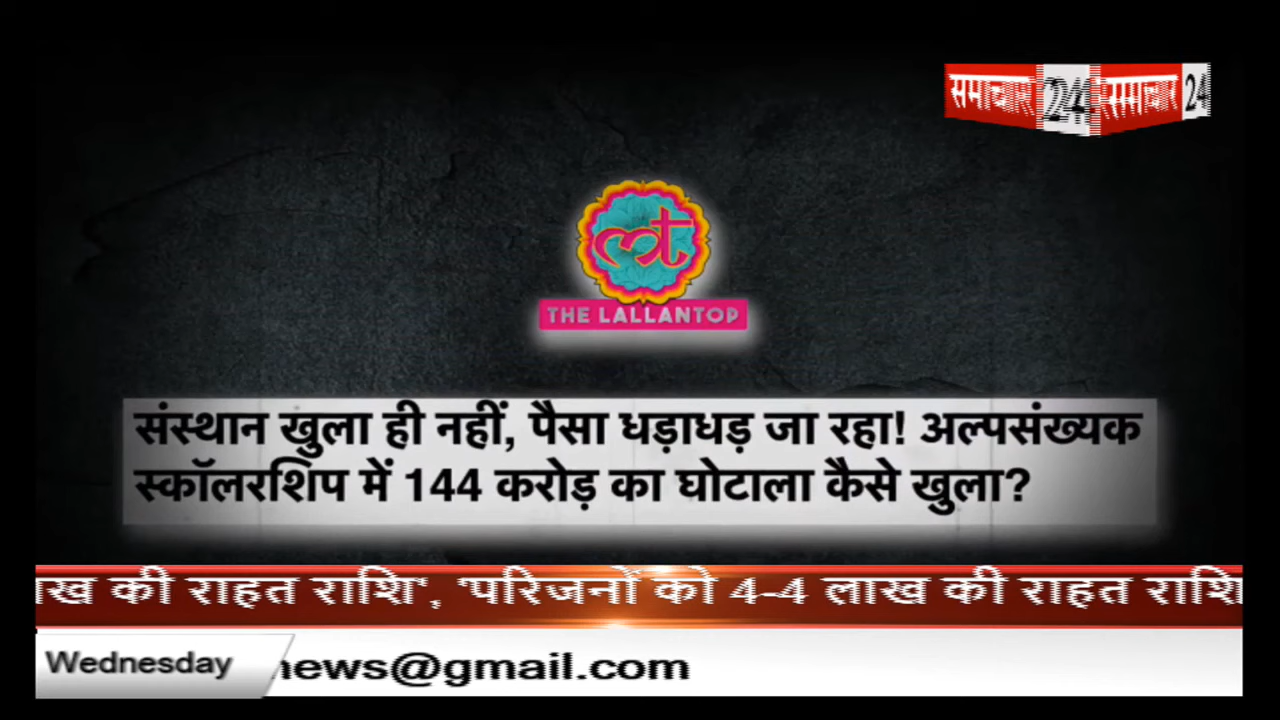 समाचार 24 समाचार 24
THE LALLANTOP
संस्थान खुला ही नहीं, पैसा धड़ाधड़ जा रहा! अल्पसंख्यक
स्कॉलरशिप में 144 करोड़ का घोटाला कैसे खुला?
की राहत राशि", "परिजनों को 4-4 लाख की राहत राशि
Wednesday
news@gmail.com